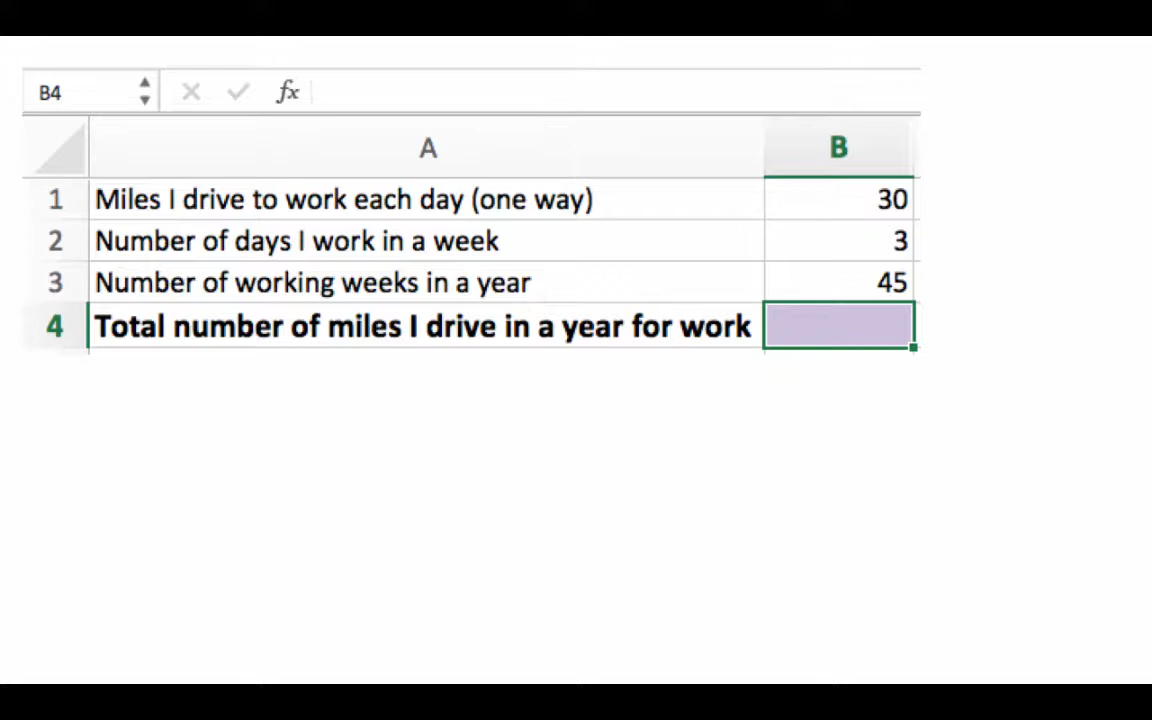 B4 fx
A B
1 Miles I drive to work each day (one way) 30
2 Number of days I work in a week 3
3 Number of working weeks in a year 45
4 Total number of miles I drive in a year for work